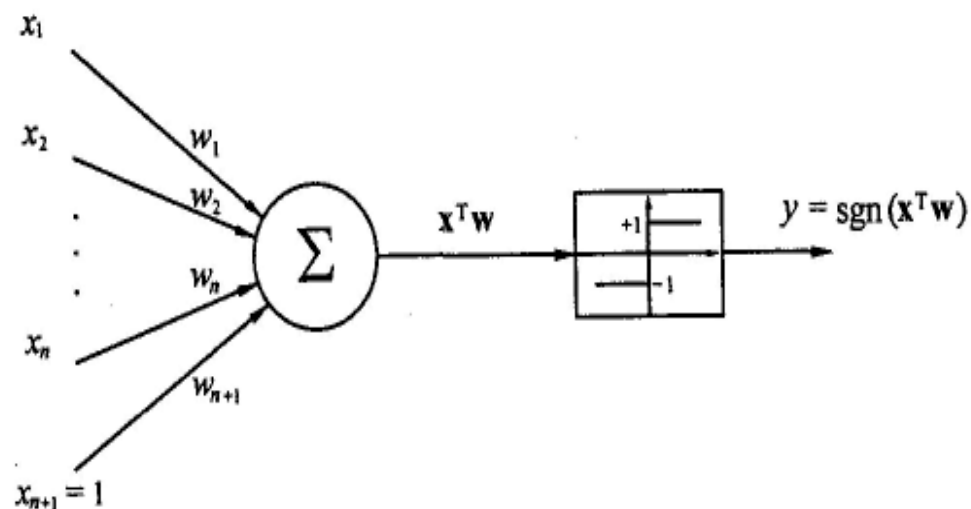 x₁
x₂
w₁
w₂
Σ
xᵀw
+1
−1
y = sgn(xᵀw)
wₙ
xₙ
wₙ₊₁
xₙ₊₁ = 1